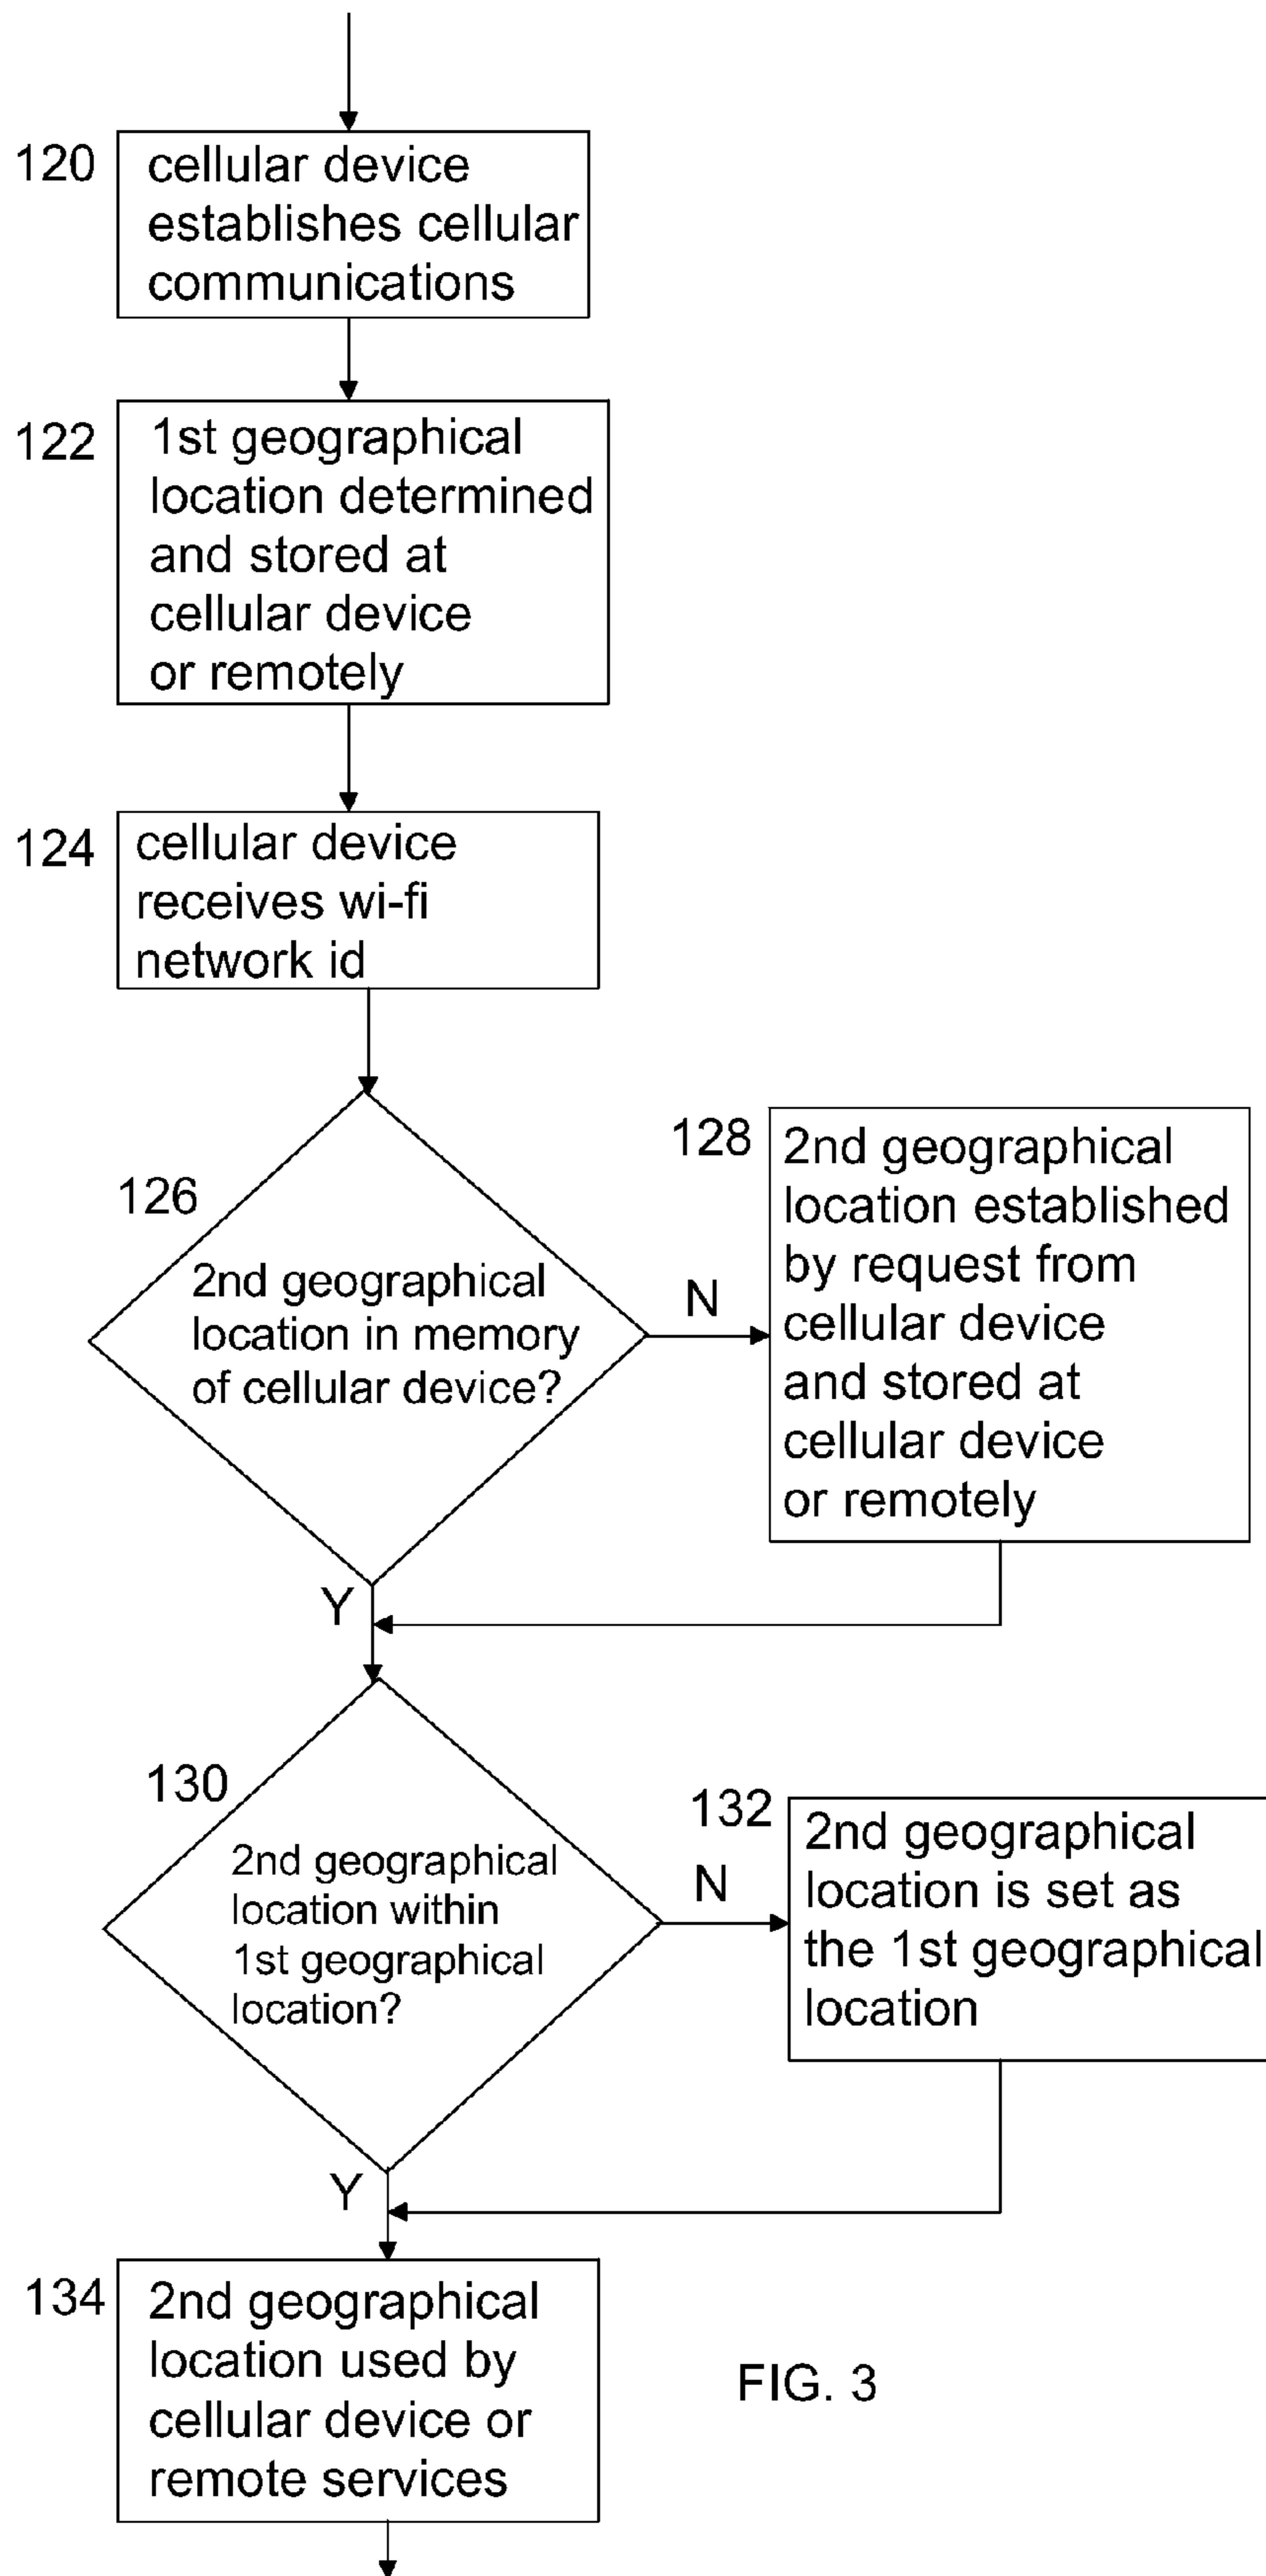 120
cellular device
establishes cellular
communications
122
1st geographical
location determined
and stored at
cellular device
or remotely
124
cellular device
receives wi-fi
network id
126
2nd geographical
location in memory
of cellular device?
N
Y
128
2nd geographical
location established
by request from
cellular device
and stored at
cellular device
or remotely
130
2nd geographical
location within
1st geographical
location?
N
Y
132
2nd geographical
location is set as
the 1st geographical
location
134
2nd geographical
location used by
cellular device or
remote services
FIG. 3